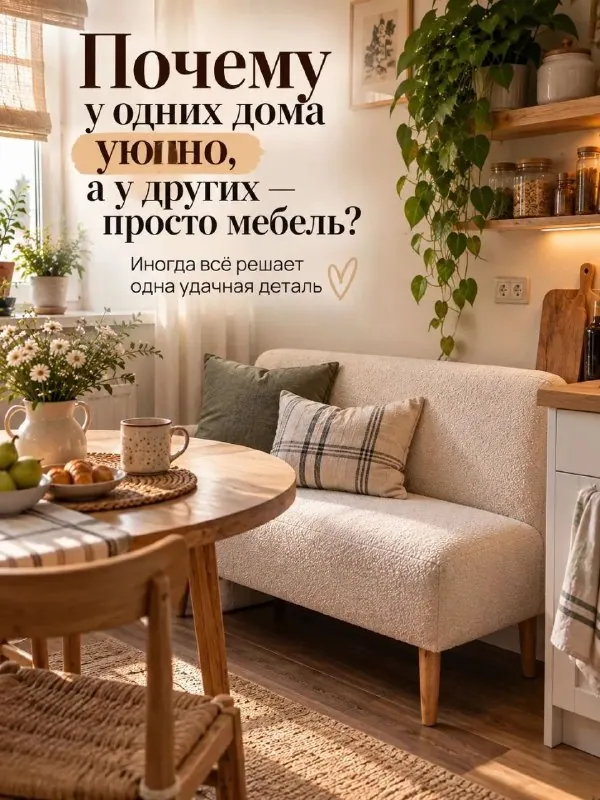 Почему
у одних дома
уютно,
а у других —
просто мебель?
Иногда всё решает
одна удачная деталь